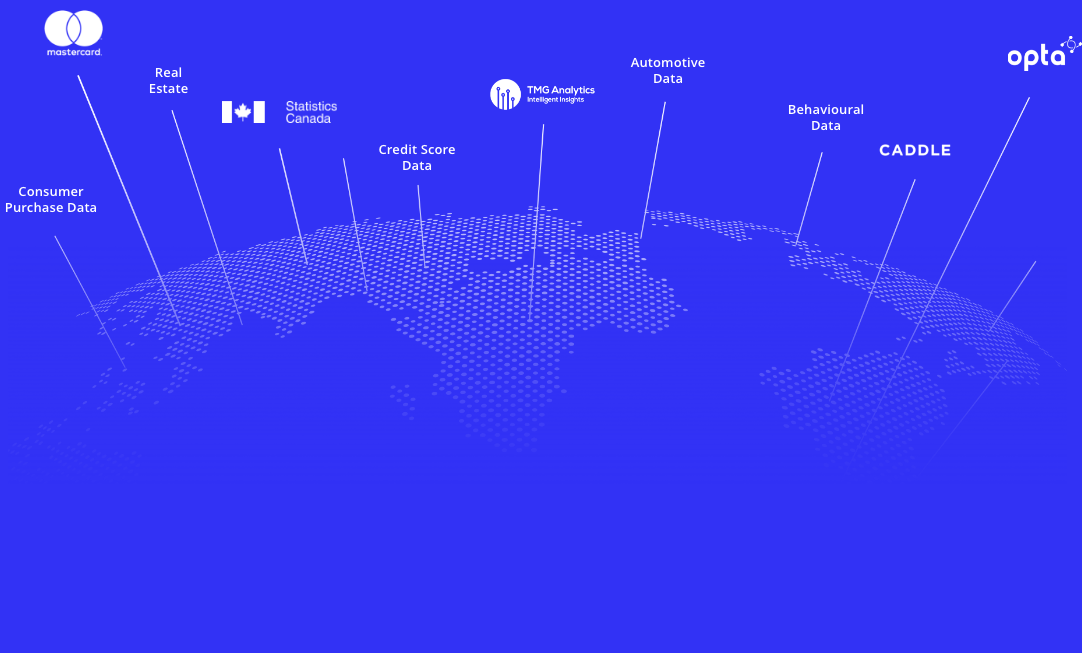 mastercard.
Real
Estate
Statistics
Canada
Consumer
Purchase Data
Credit Score
Data
TMG Analytics
Intelligent Insights
Automotive
Data
Behavioural
Data
CADDLE
opta